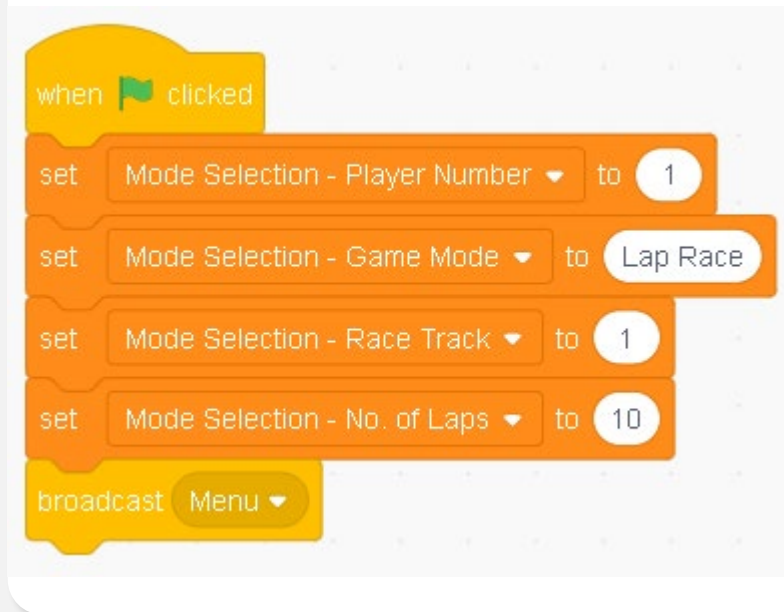 when clicked
set Mode Selection - Player Number to 1
set Mode Selection - Game Mode to Lap Race
set Mode Selection - Race Track to 1
set Mode Selection - No. of Laps to 10
broadcast Menu